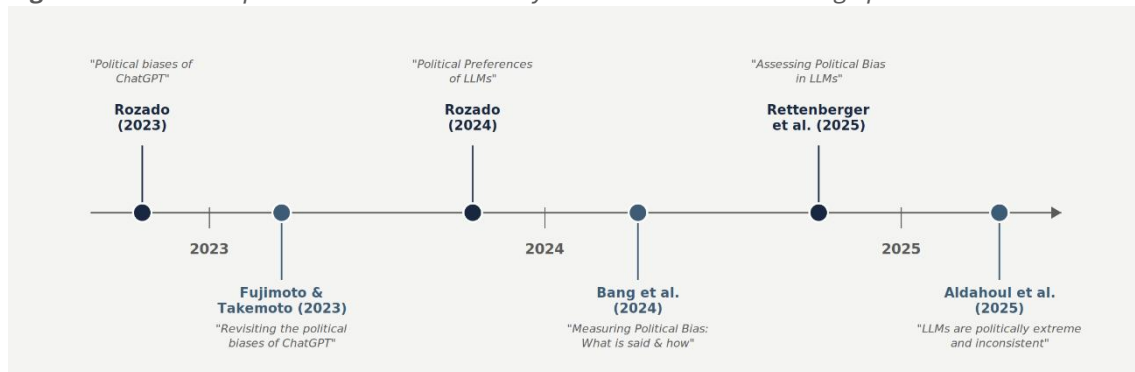 "Political biases of
ChatGPT"
Rozado
(2023)
"Political Preferences
of LLMs"
Rozado
(2024)
"Assessing Political Bias
in LLMs"
Rettenberger
et al. (2025)
2023
2024
2025
Fujimoto &
Takemoto (2023)
"Revisiting the political
biases of ChatGPT"
Bang et al.
(2024)
"Measuring Political Bias:
What is said & how"
Aldahoul et al.
(2025)
"LLMs are politically extreme
and inconsistent"